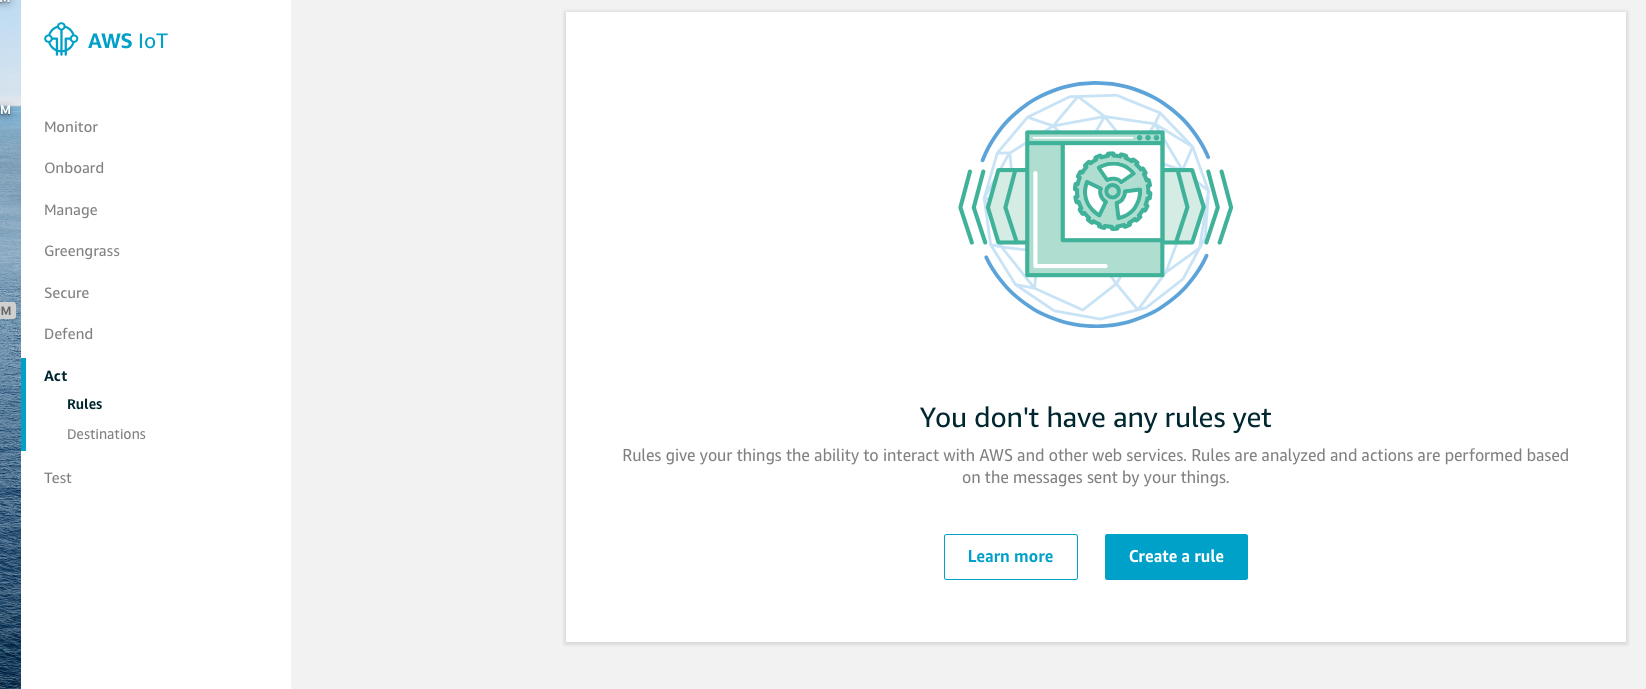 M
M
M
AWS IoT
Monitor
Onboard
Manage
Greengrass
Secure
Defend
Act
Rules
Destinations
Test
You don't have any rules yet
Rules give your things the ability to interact with AWS and other web services. Rules are analyzed and actions are performed based
on the messages sent by your things.
Learn more
Create a rule